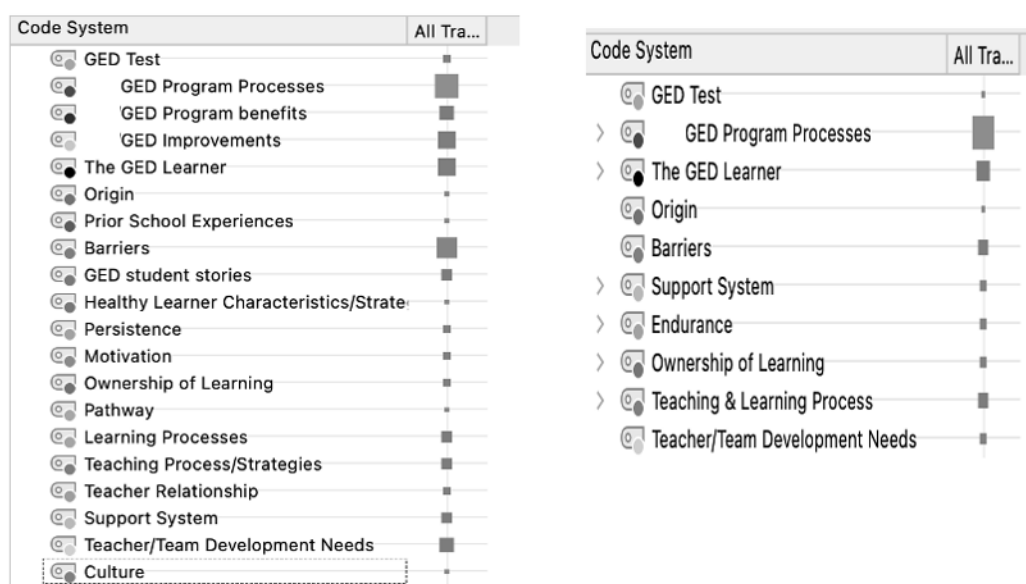 Code System All Tra...
GED Test
GED Program Processes
'GED Program benefits
'GED Improvements
The GED Learner
Origin
Prior School Experiences
Barriers
GED student stories
Healthy Learner Characteristics/Strate
Persistence
Motivation
Ownership of Learning
Pathway
Learning Processes
Teaching Process/Strategies
Teacher Relationship
Support System
Teacher/Team Development Needs
Culture
Code System All Tra...
GED Test
GED Program Processes
The GED Learner
Origin
Barriers
Support System
Endurance
Ownership of Learning
Teaching & Learning Process
Teacher/Team Development Needs